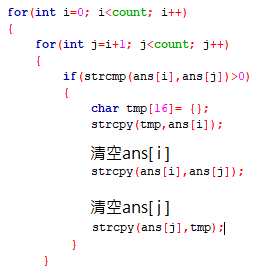 for(int i=0; i<count; i++)
{
for(int j=i+1; j<count; j++)
{
if(strcmp(ans[i],ans[j])>0)
{
char tmp[16]= {};
strcpy(tmp,ans[i]);
清空ans[i]
strcpy(ans[i],ans[j]);
清空ans[j]
strcpy(ans[j],tmp);
}
}